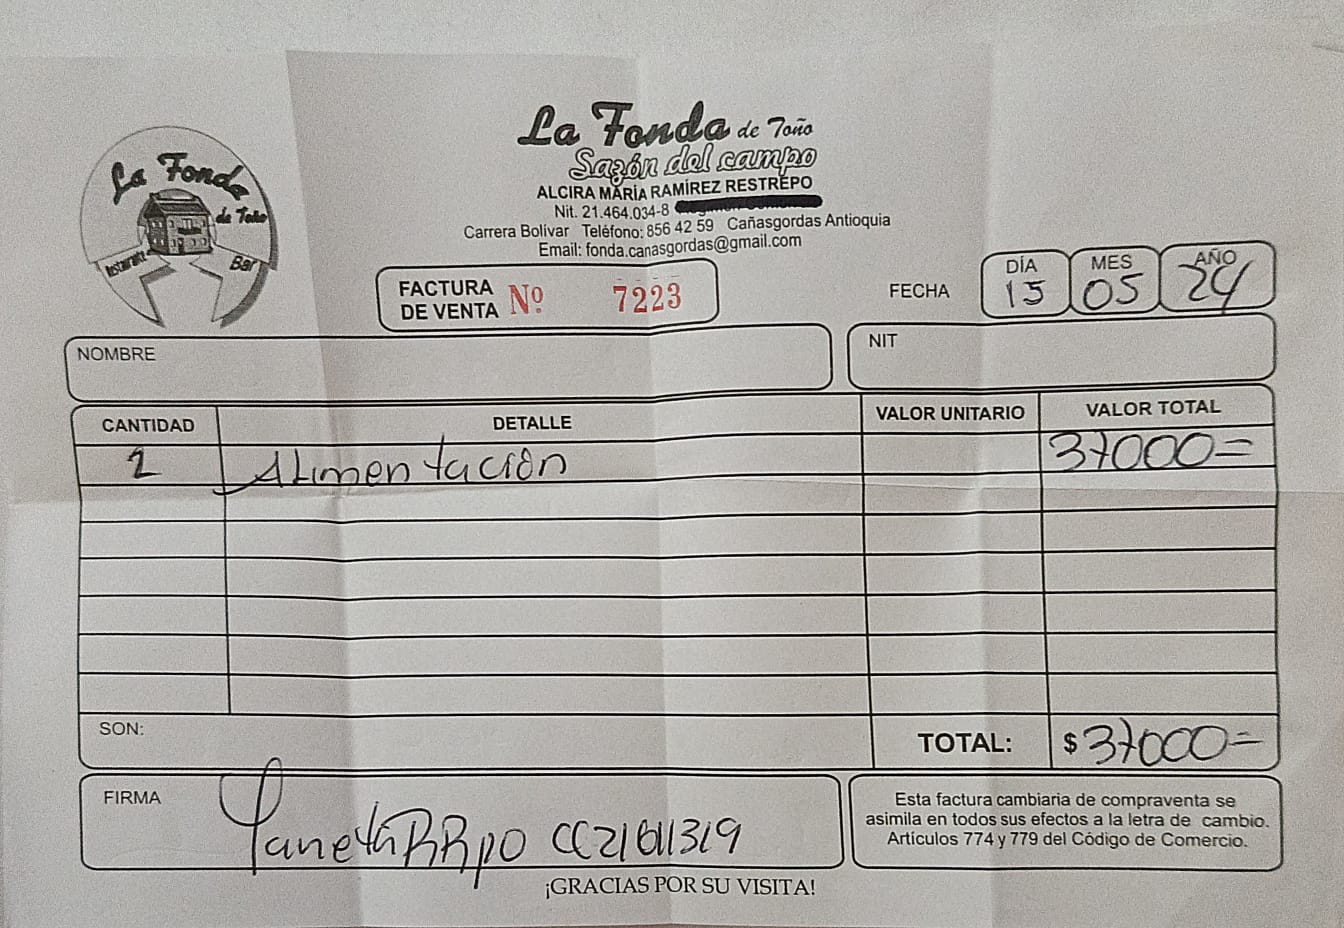 La Fonda de Toño
Sazón del campo
ALCIRA MARÍA RAMÍREZ RESTREPO
Nit. 21.464.034-8
Carrera Bolívar Teléfono: 856 42 59 Cañasgordas Antioquia
Email: fonda.canasgordas@gmail.com
La Fonda
de Toño
Restaurante Bar
FACTURA
DE VENTA Nº. 7223
FECHA
DÍA MES AÑO
15 05 24
NOMBRE
NIT
CANTIDAD DETALLE VALOR UNITARIO VALOR TOTAL
2 Alimentación 37000=
SON:
TOTAL: $ 37000=
FIRMA
CC21611319
Esta factura cambiaria de compraventa se
asimila en todos sus efectos a la letra de cambio.
Artículos 774 y 779 del Código de Comercio.
¡GRACIAS POR SU VISITA!